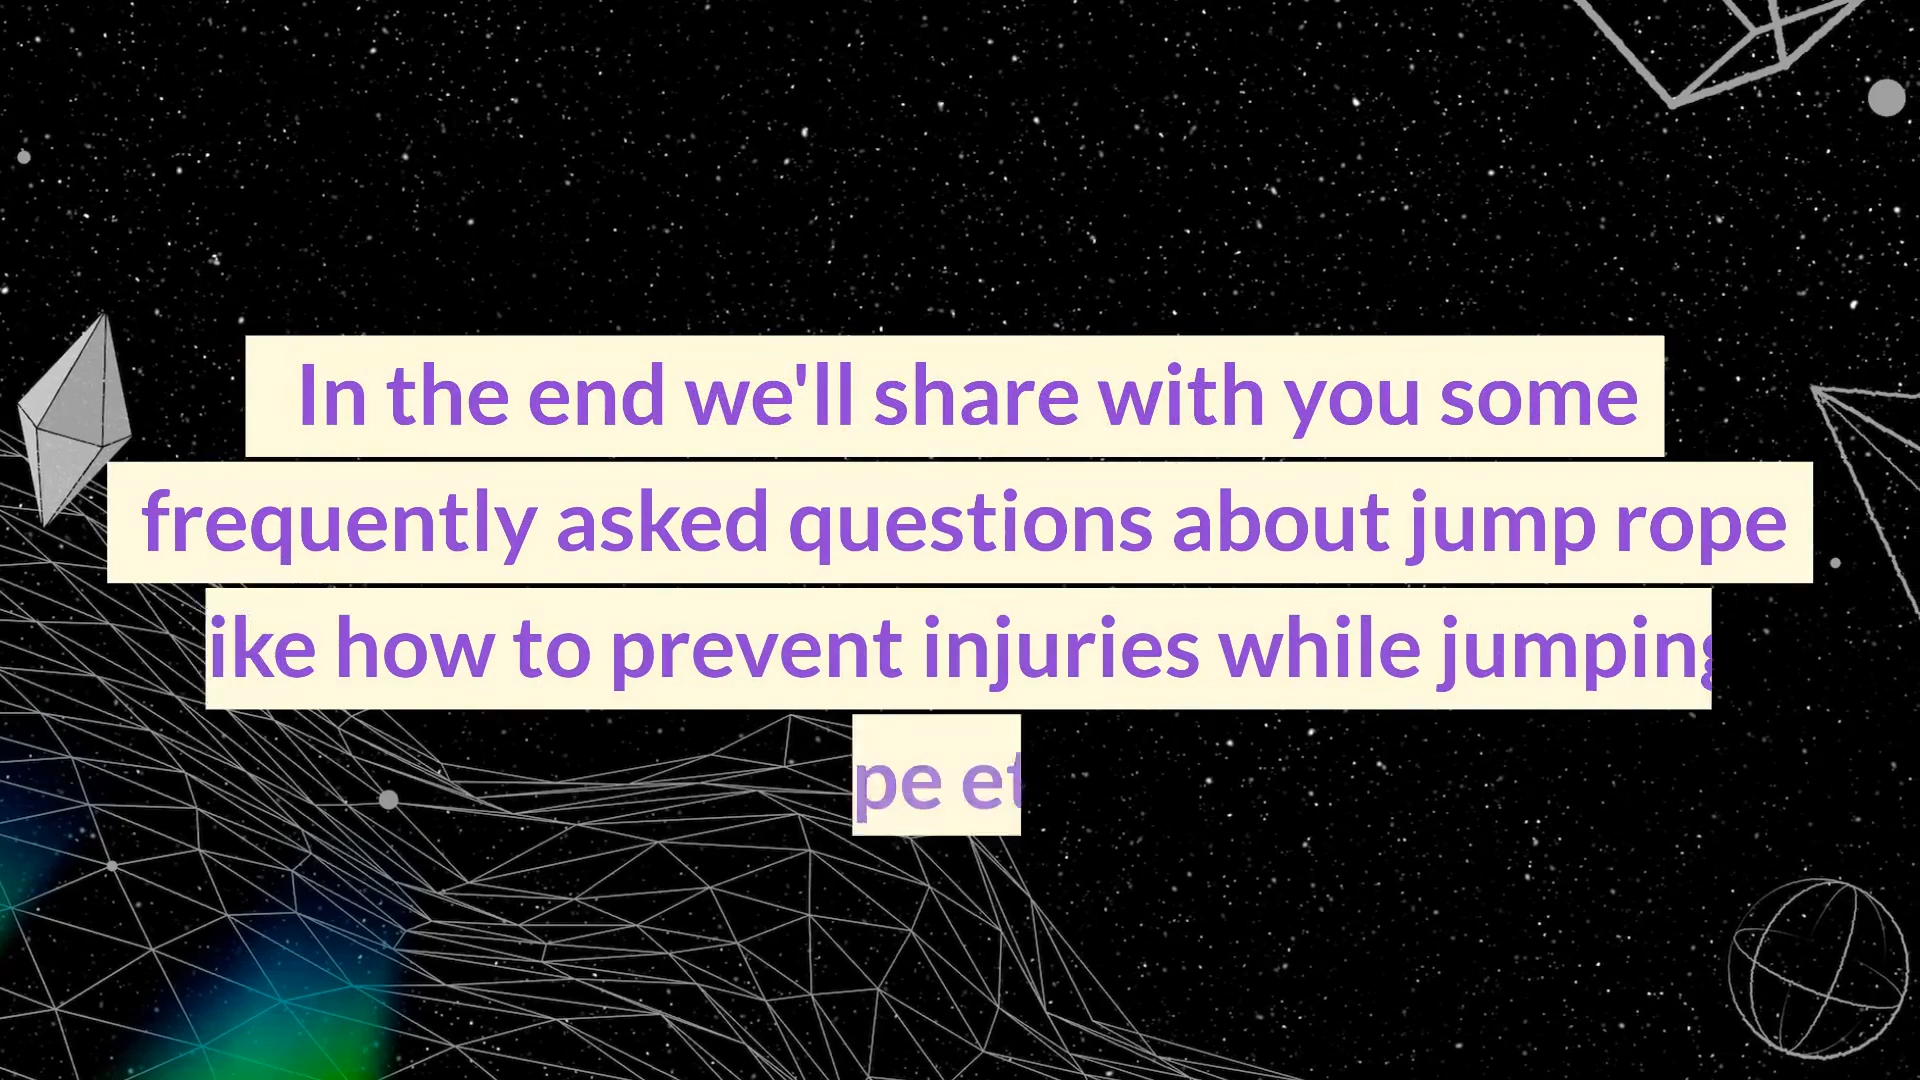 In the end we'll share with you some
frequently asked questions about jump rope
ike how to prevent injuries while jumping
pe et